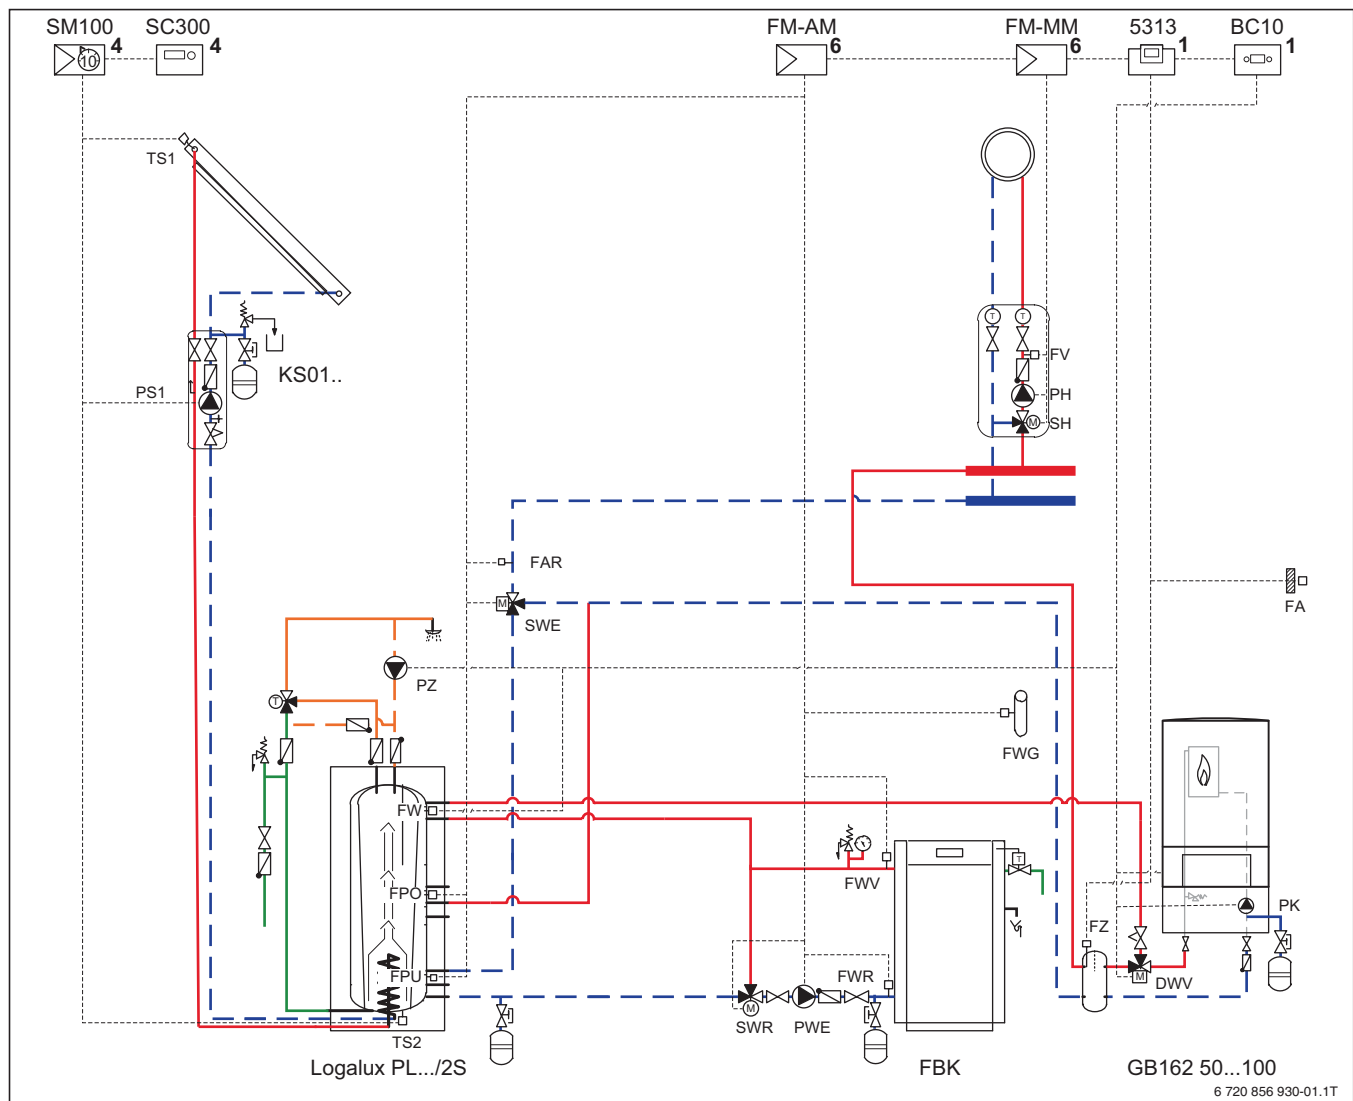 SM100 SC300 FM-AM FM-MM 5313 BC10
4 4 6 6 1 1
10
TS1
T T
FV
KS01..
PS1
PH
M SH
FAR
M
SWE
FA
PZ
T
FWG
FW
T
FWV
FPO
PK
FZ
FPU
FWR
M DWV
M
SWR PWE
TS2
Logalux PL.../2S FBK GB162 50...100
6 720 856 930-01.1T